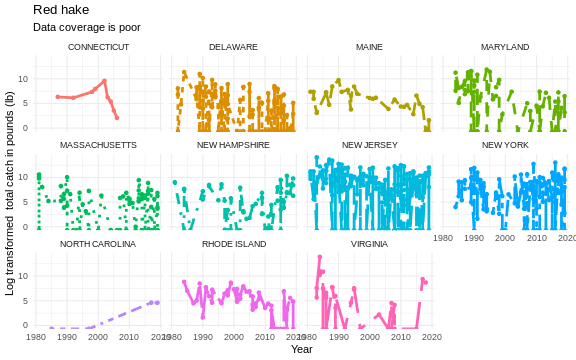 Red hake
Data coverage is poor
CONNECTICUT DELAWARE MAINE MARYLAND
10
5
0
MASSACHUSETTS NEW HAMPSHIRE NEW JERSEY NEW YORK
10
5
0
1980 1990 2000 2010 2020
NORTH CAROLINA RHODE ISLAND VIRGINIA
10
5
0
1980 1990 2000 2010 2020 1980 1990 2000 2010 2020 1980 1990 2000 2010 2020
Year
Log transformed total catch in pounds (lb)